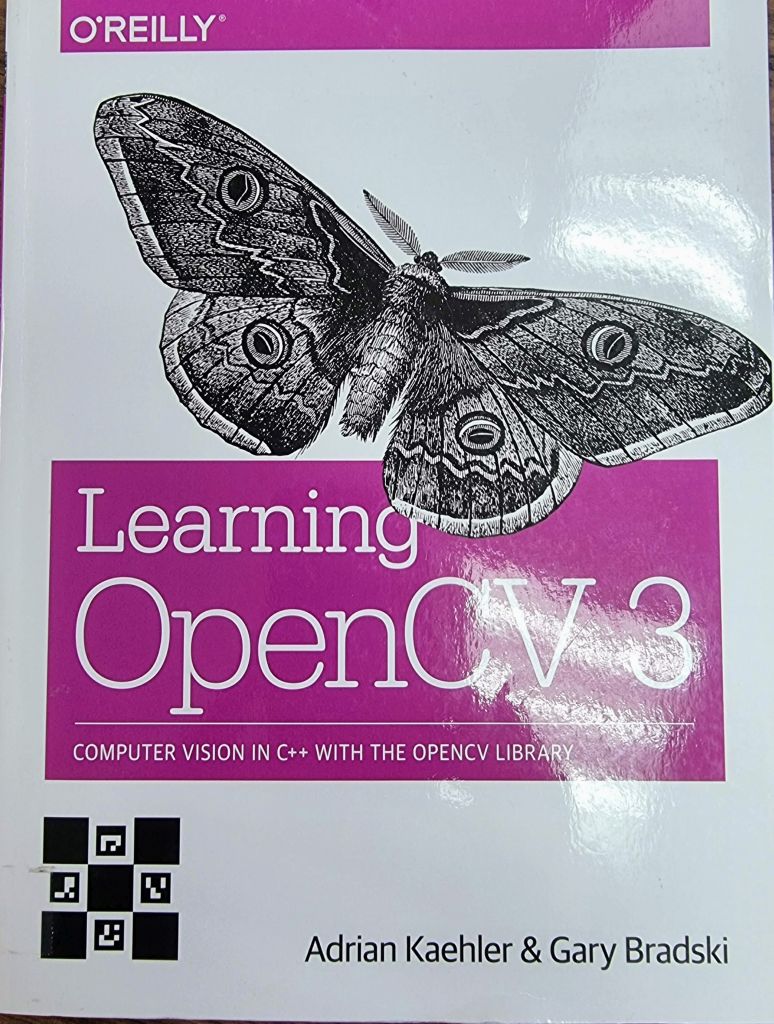 O'REILLY®
Learning
OpenCV 3
COMPUTER VISION IN C++ WITH THE OPENCV LIBRARY
Adrian Kaehler & Gary Bradski